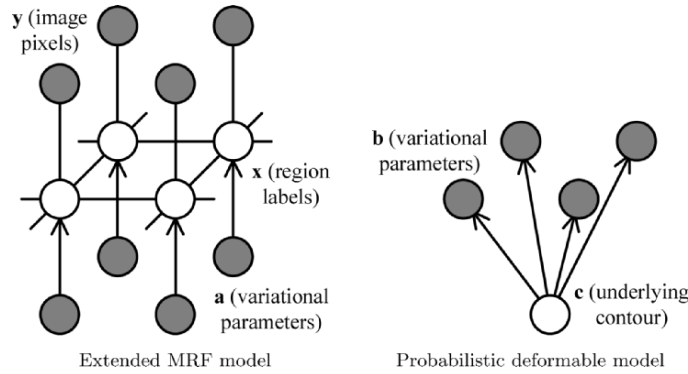 y (image
pixels)
x (region
labels)
a (variational
parameters)
Extended MRF model
b (variational
parameters)
c (underlying
contour)
Probabilistic deformable model